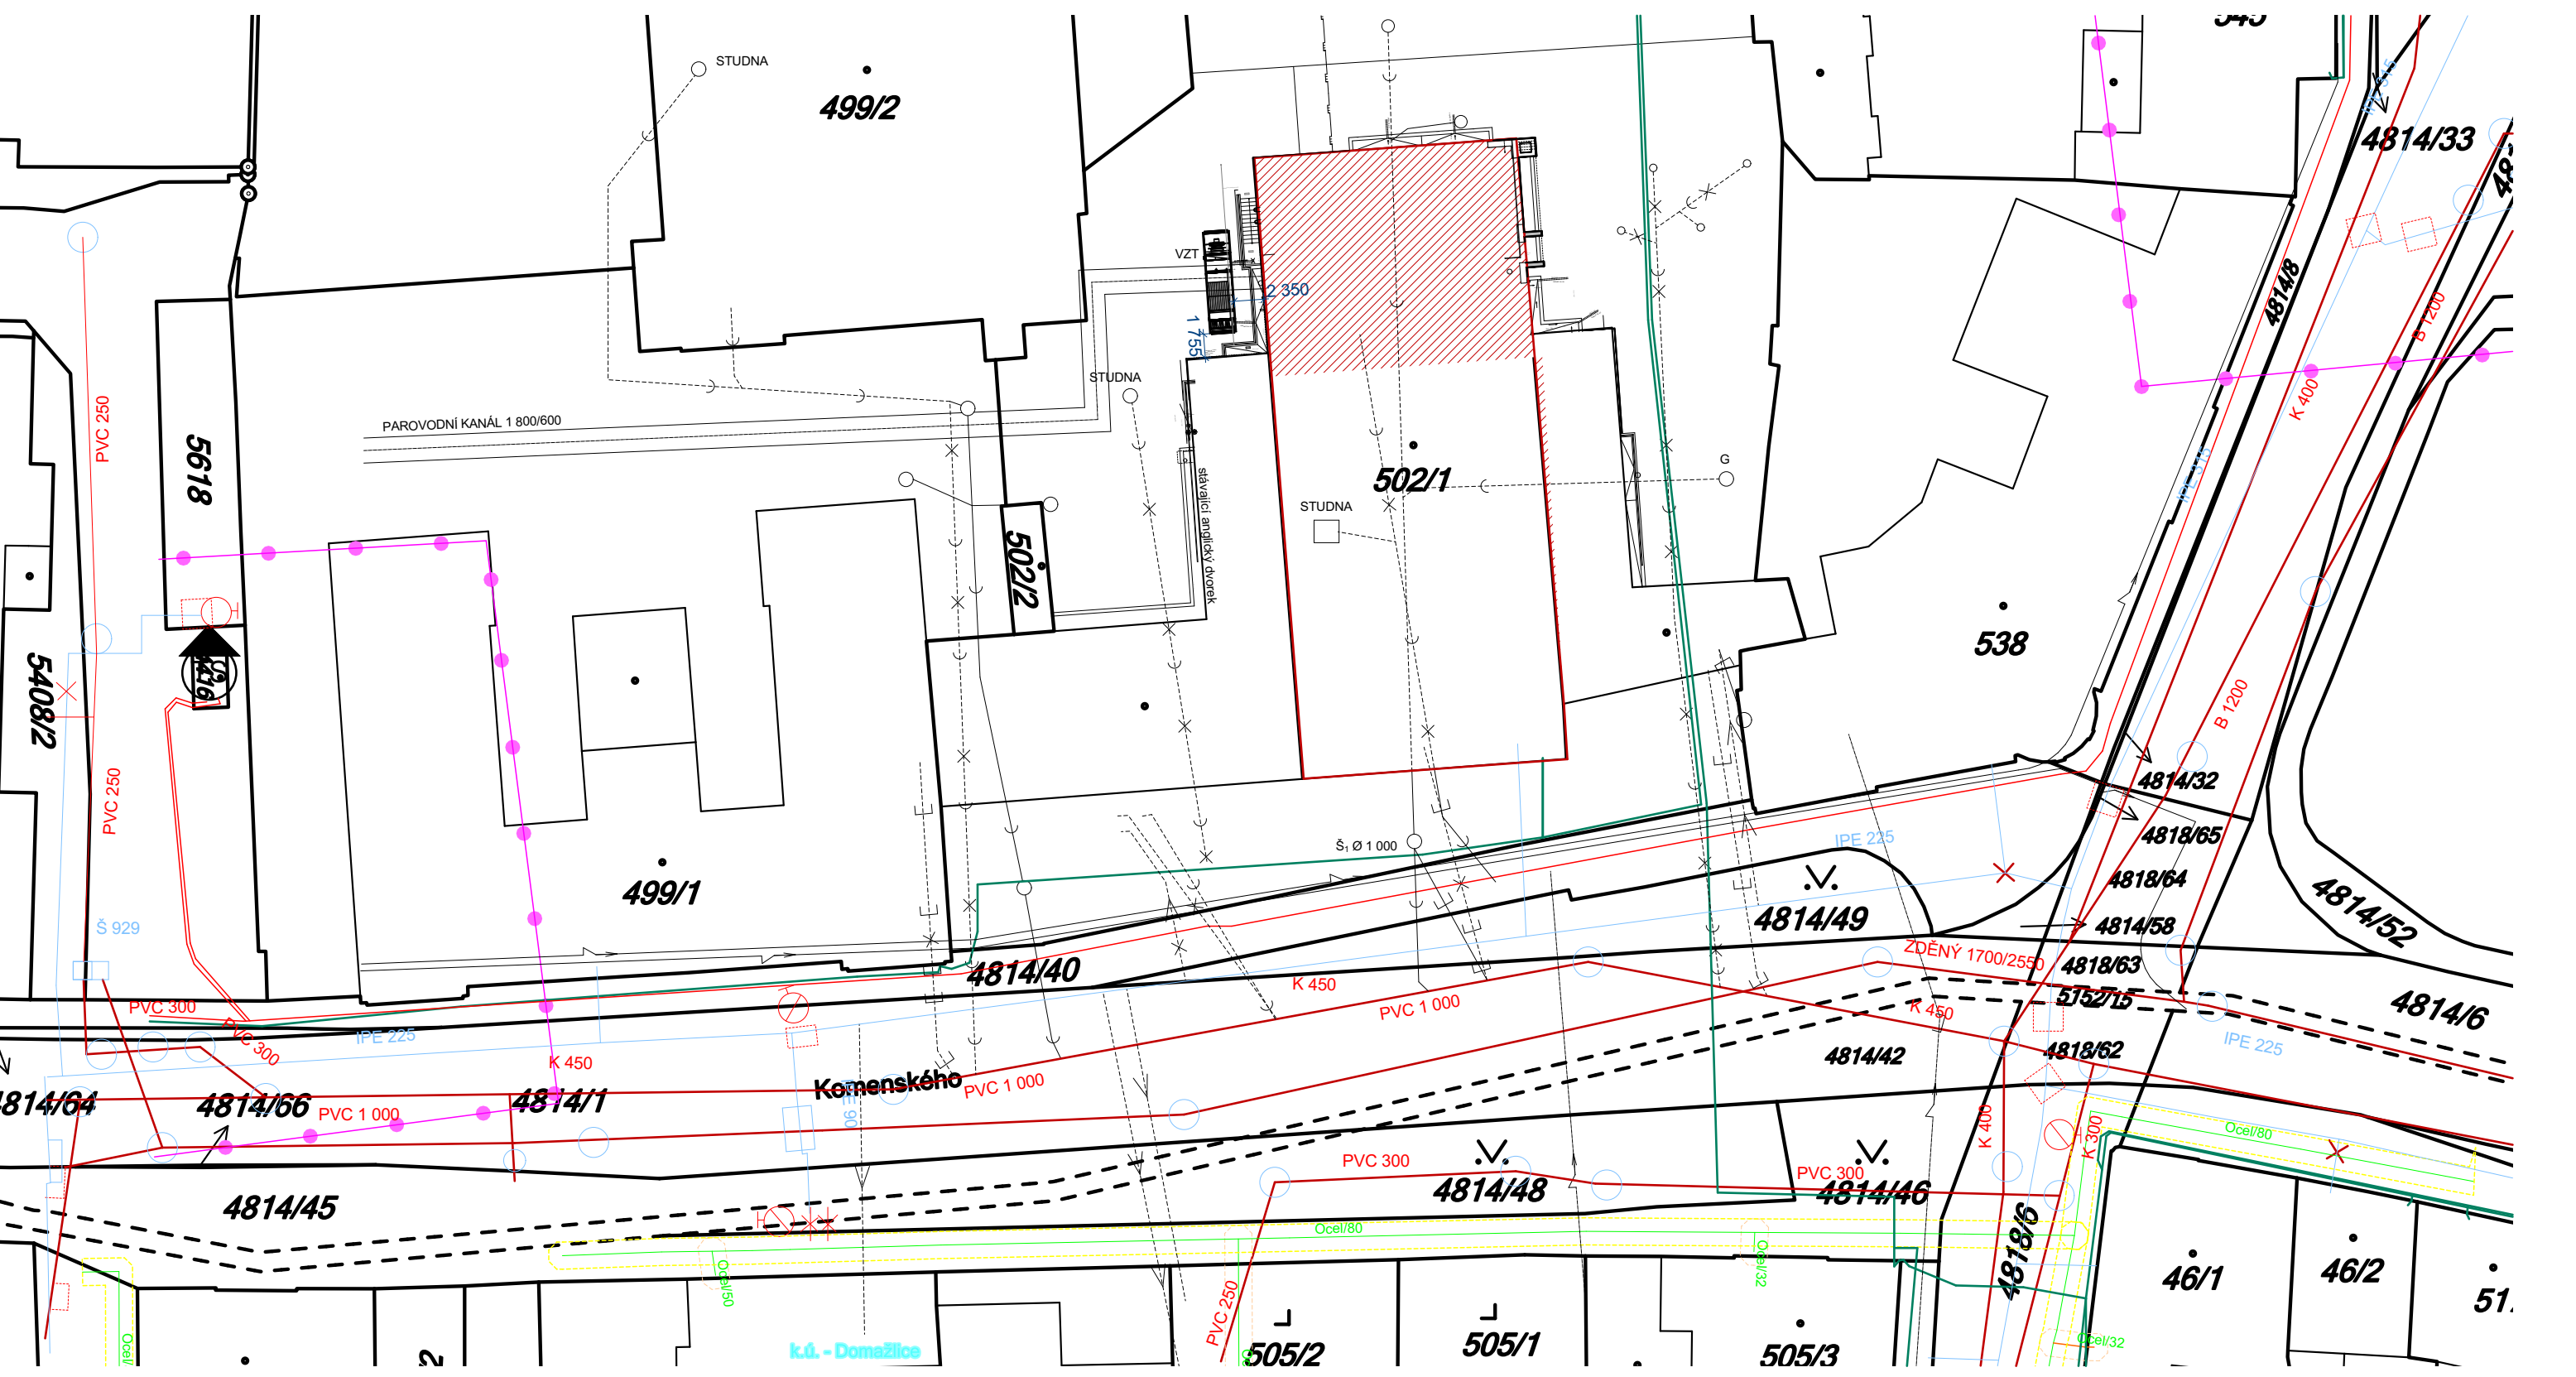 545
STUDNA
499/2
IPE 315
4814/33
VZT
2 350
4814/8
1 755
B 1200
STUDNA
K 400
PVC 250
PAROVODNÍ KANÁL 1 800/600
5618
502/1
G
IPE 315
STUDNA
stávající anglický dvorek
502/2
538
5408/2
B 1200
4814/32
PVC 250
4818/65
Š₁ Ø 1 000
IPE 225
499/1
4818/64
4814/49
4814/52
Š 929
4814/58
ZDĚNÝ 1700/2550
4818/63
4814/40
K 450
5152/15
PVC 300
PVC 1 000
K 450
4814/6
PVC 300
IPE 225
IPE 225
4814/42
4818/62
K 450
Komenského
PVC 1 000
4814/64
4814/66
PVC 1 000
4814/1
K 400
K 300
Ocel/80
PVC 300
PVC 300
4814/48
4814/46
4814/45
Ocel/80
4818/6
Ocel/50
Ocel/32
46/1
46/2
PVC 250
505/2
505/1
505/3
Ocel/32
k.ú. - Domažlice